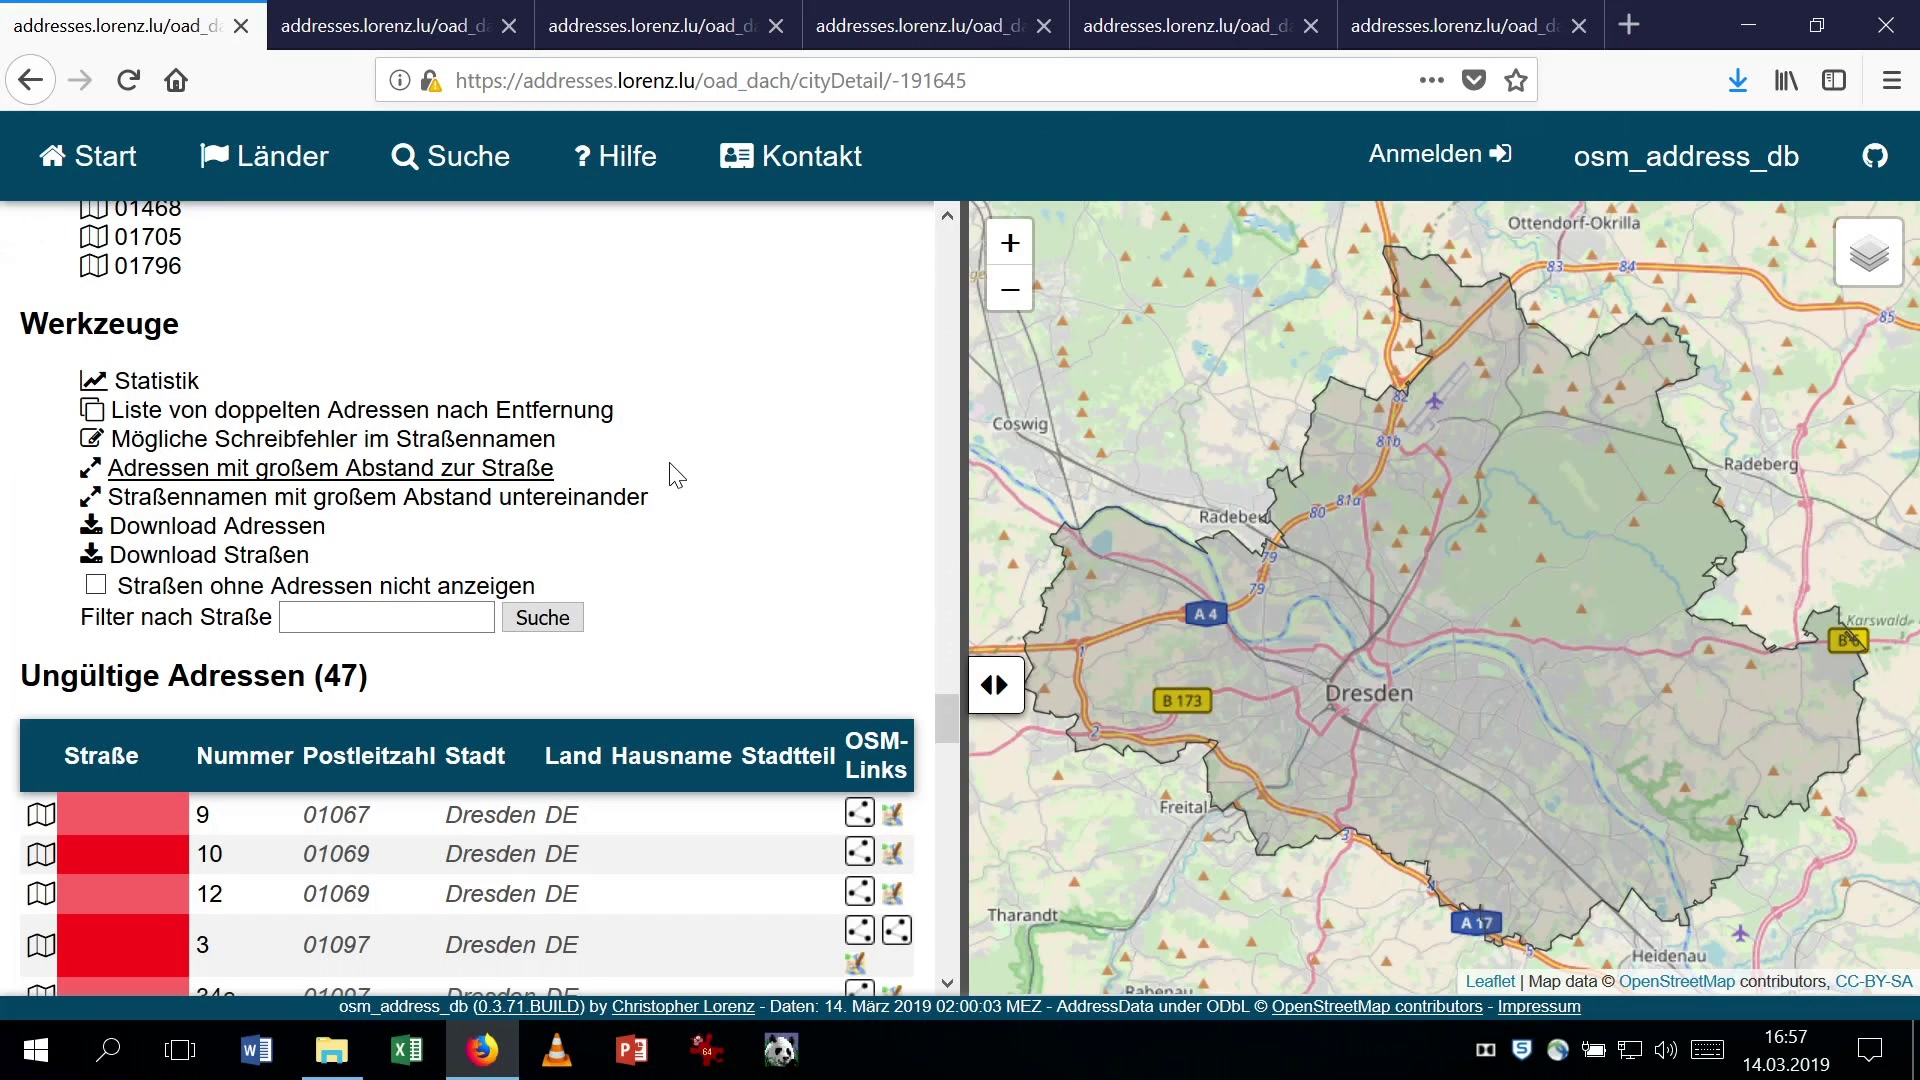 addresses.lorenz.lu/oad_d
addresses.lorenz.lu/oad_d
addresses.lorenz.lu/oad_d
addresses.lorenz.lu/oad_d
addresses.lorenz.lu/oad_d
addresses.lorenz.lu/oad_d
https://addresses.lorenz.lu/oad_dach/cityDetail/-191645
Start
Länder
Suche
Hilfe
Kontakt
Anmelden
osm_address_db
01468
01705
01796
Werkzeuge
Statistik
Liste von doppelten Adressen nach Entfernung
Mögliche Schreibfehler im Straßennamen
Adressen mit großem Abstand zur Straße
Straßennamen mit großem Abstand untereinander
Download Adressen
Download Straßen
Straßen ohne Adressen nicht anzeigen
Filter nach Straße Suche
Ungültige Adressen (47)
Straße Nummer Postleitzahl Stadt Land Hausname Stadtteil OSM-Links
9 01067 Dresden DE
10 01069 Dresden DE
12 01069 Dresden DE
3 01097 Dresden DE
01097 Dresden DE
+
−
Ottendorf-Okrilla
83
84
85
82
Coswig
81b
Radeberg
81a
80
Radebeul
79
79
A 4
Karswald
B 6
1
B 173
Dresden
2
Freital
3
4
Tharandt
A 17
5
Heidenau
Rabenau
Leaflet | Map data © OpenStreetMap contributors, CC-BY-SA
osm_address_db (0.3.71.BUILD) by Christopher Lorenz - Daten: 14. März 2019 02:00:03 MEZ - AddressData under ODbL © OpenStreetMap contributors - Impressum
64
16:57
14.03.2019